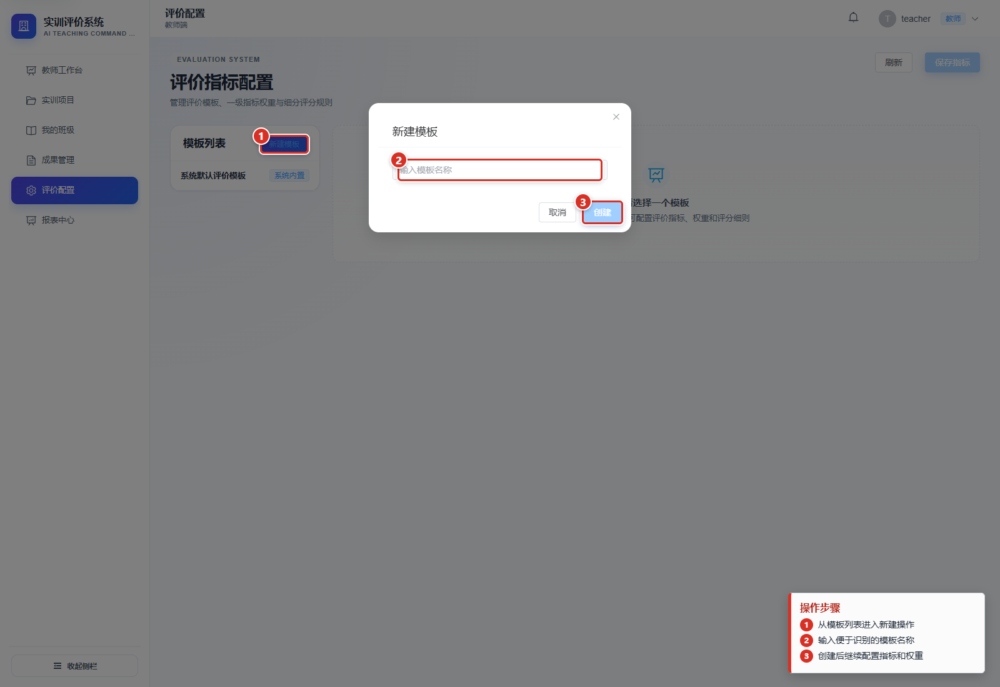 实训评价系统
AI TEACHING COMMAND ...
教师工作台
实训项目
我的班级
成果管理
评价配置
报表中心
收起侧栏
评价配置
教师端
T
teacher
教师
EVALUATION SYSTEM
评价指标配置
管理评价模板、一级指标权重与细分评分规则
刷新
保存指标
模板列表
1
新建模板
系统默认评价模板
系统内置
选择一个模板
可配置评价指标、权重和评分细则
新建模板
2
输入模板名称
取消
3
创建
操作步骤
1 从模板列表进入新建操作
2 输入便于识别的模板名称
3 创建后继续配置指标和权重